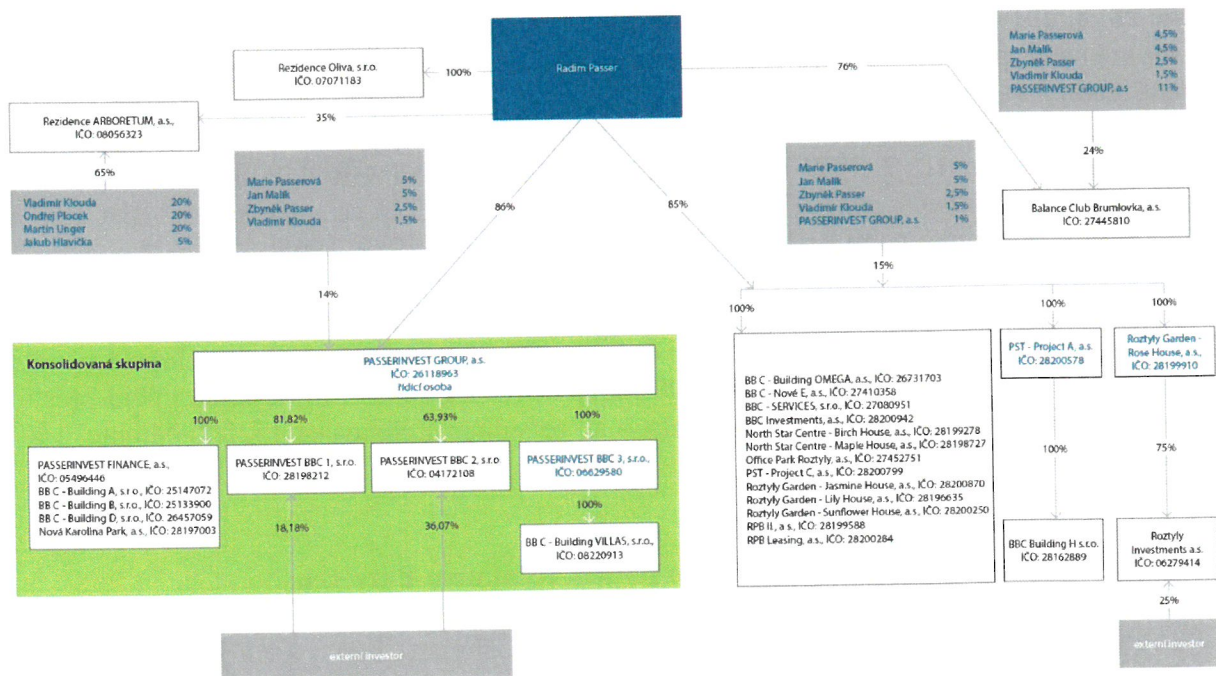 Radim Passer
Rezidence Oliva, s.r.o.
IČO: 07071183
100%
Rezidence ARBORETUM, a.s.,
IČO: 08056323
35%
65%
Vladimír Klouda 20%
Ondřej Plocek 20%
Martin Unger 20%
Jakub Hlavička 5%
Marie Passerová 5%
Jan Malík 5%
Zbyněk Passer 2,5%
Vladimír Klouda 1,5%
14%
86%
85%
76%
Marie Passerová 4,5%
Jan Malík 4,5%
Zbyněk Passer 2,5%
Vladimír Klouda 1,5%
PASSERINVEST GROUP, a.s 11%
24%
Balance Club Brumlovka, a.s.
IČO: 27445810
Marie Passerová 5%
Jan Malík 5%
Zbyněk Passer 2,5%
Vladimír Klouda 1,5%
PASSERINVEST GROUP, a.s. 1%
15%
Konsolidovaná skupina
PASSERINVEST GROUP, a.s.
IČO: 26118963
řídící osoba
100%
81,82%
63,93%
100%
PASSERINVEST FINANCE, a.s.,
IČO: 05496446
BB C - Building A, s.r.o., IČO: 25147072
BB C - Building B, s.r.o., IČO: 25133900
BB C - Building D, s.r.o., IČO: 26457059
Nová Karolina Park, a.s., IČO: 28197003
PASSERINVEST BBC 1, s.r.o.
IČO: 28198212
PASSERINVEST BBC 2, s.r.o
IČO: 04172108
PASSERINVEST BBC 3, s.r.o.,
IČO: 06629580
18,18%
36,07%
100%
BB C - Building VILLAS, s.r.o.,
IČO: 08220913
externí investor
100%
100%
100%
BB C - Building OMEGA, a.s., IČO: 26731703
BB C - Nové E, a.s., IČO: 27410358
BBC - SERVICES, s.r.o., IČO: 27080951
BBC Investments, a.s., IČO: 28200942
North Star Centre - Birch House, a.s., IČO: 28199278
North Star Centre - Maple House, a.s., IČO: 28198727
Office Park Roztyly, a.s., IČO: 27452751
PST - Project C, a.s., IČO: 28200799
Roztyly Garden - Jasmine House, a.s., IČO: 28200870
Roztyly Garden - Lily House, a.s., IČO: 28196635
Roztyly Garden - Sunflower House, a.s., IČO: 28200250
RPB II., a.s., IČO: 28199588
RPB Leasing, a.s., IČO: 28200284
PST - Project A, a.s.
IČO: 28200578
100%
BBC Building H s.r.o.
IČO: 28162889
Roztyly Garden -
Rose House, a.s.,
IČO: 28199910
75%
Roztyly
Investments a.s.
IČO: 06279414
25%
externí investor